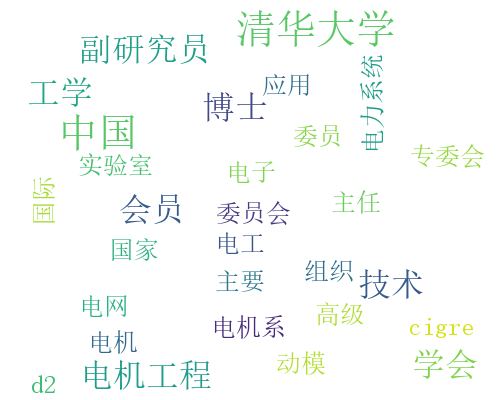 清华大学
副研究员
电力系统
应用
工学
博士
中国
委员
专委会
实验室
电子
国际
会员
委员会
主任
国家
电工
组织
主要
技术
电网
高级
电机系
cigre
电机
动模
学会
电机工程
d2